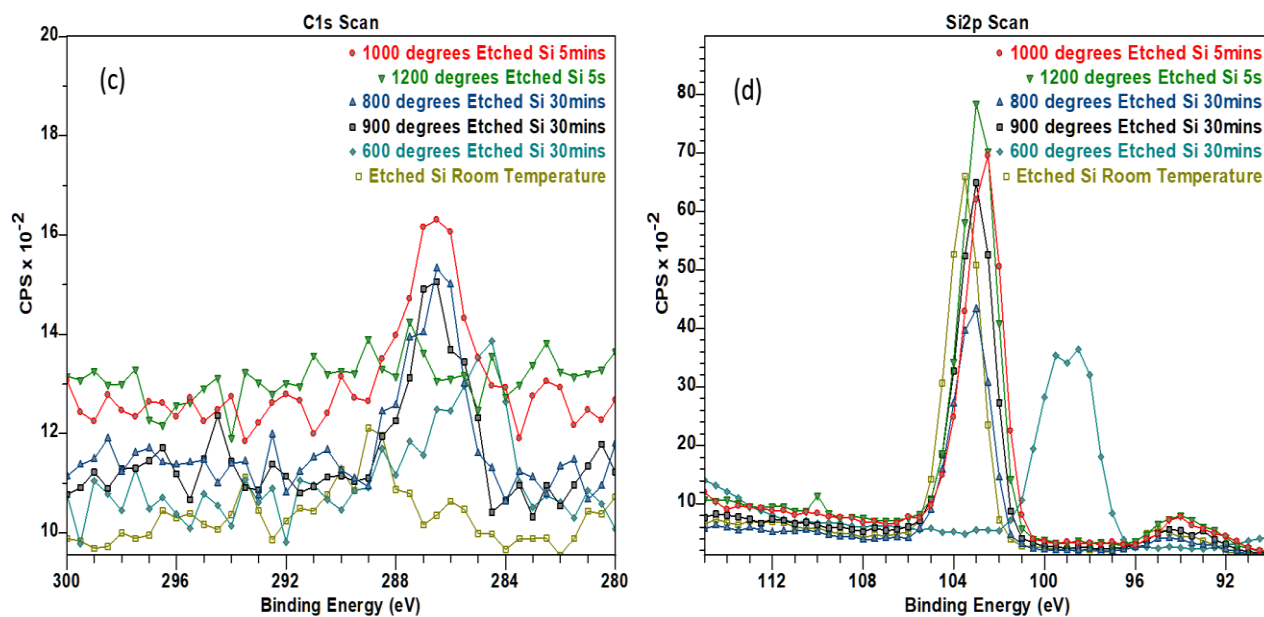 C1s Scan
20
18
16
14
12
10
CPS x 10⁻²
(c)
1000 degrees Etched Si 5mins
1200 degrees Etched Si 5s
800 degrees Etched Si 30mins
900 degrees Etched Si 30mins
600 degrees Etched Si 30mins
Etched Si Room Temperature
300 296 292 288 284 280
Binding Energy (eV)
Si2p Scan
80
70
60
50
40
30
20
10
CPS x 10⁻²
(d)
1000 degrees Etched Si 5mins
1200 degrees Etched Si 5s
800 degrees Etched Si 30mins
900 degrees Etched Si 30mins
600 degrees Etched Si 30mins
Etched Si Room Temperature
112 108 104 100 96 92
Binding Energy (eV)